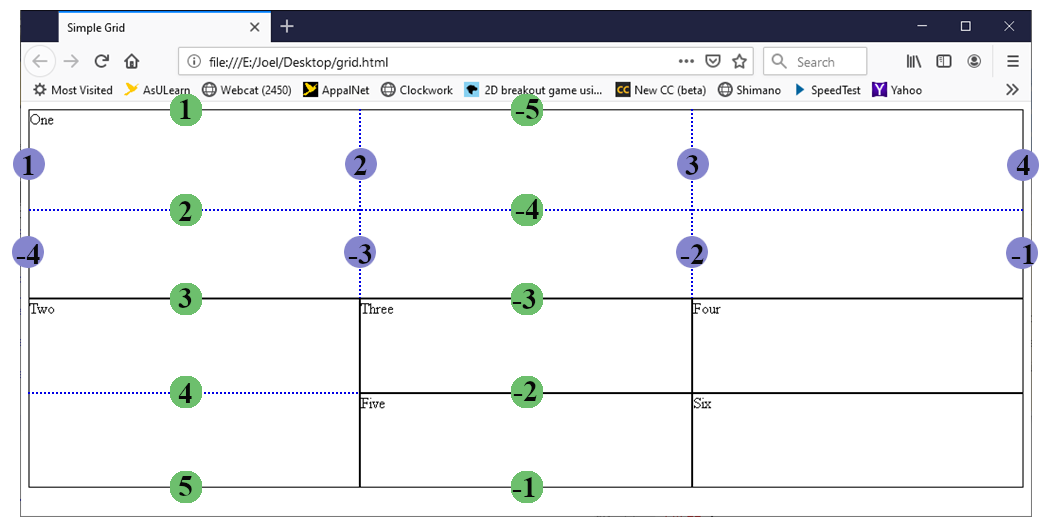 Simple Grid
file:///E:/Joel/Desktop/grid.html Search
Most Visited AsULearn Webcat (2450) AppalNet Clockwork 2D breakout game usi... CC New CC (beta) Shimano SpeedTest Y Yahoo
1 -5
One
1 2 3 4
2 -4
-4 -3 -2 -1
3 -3
Two Three Four
4 -2
Five Six
5 -1